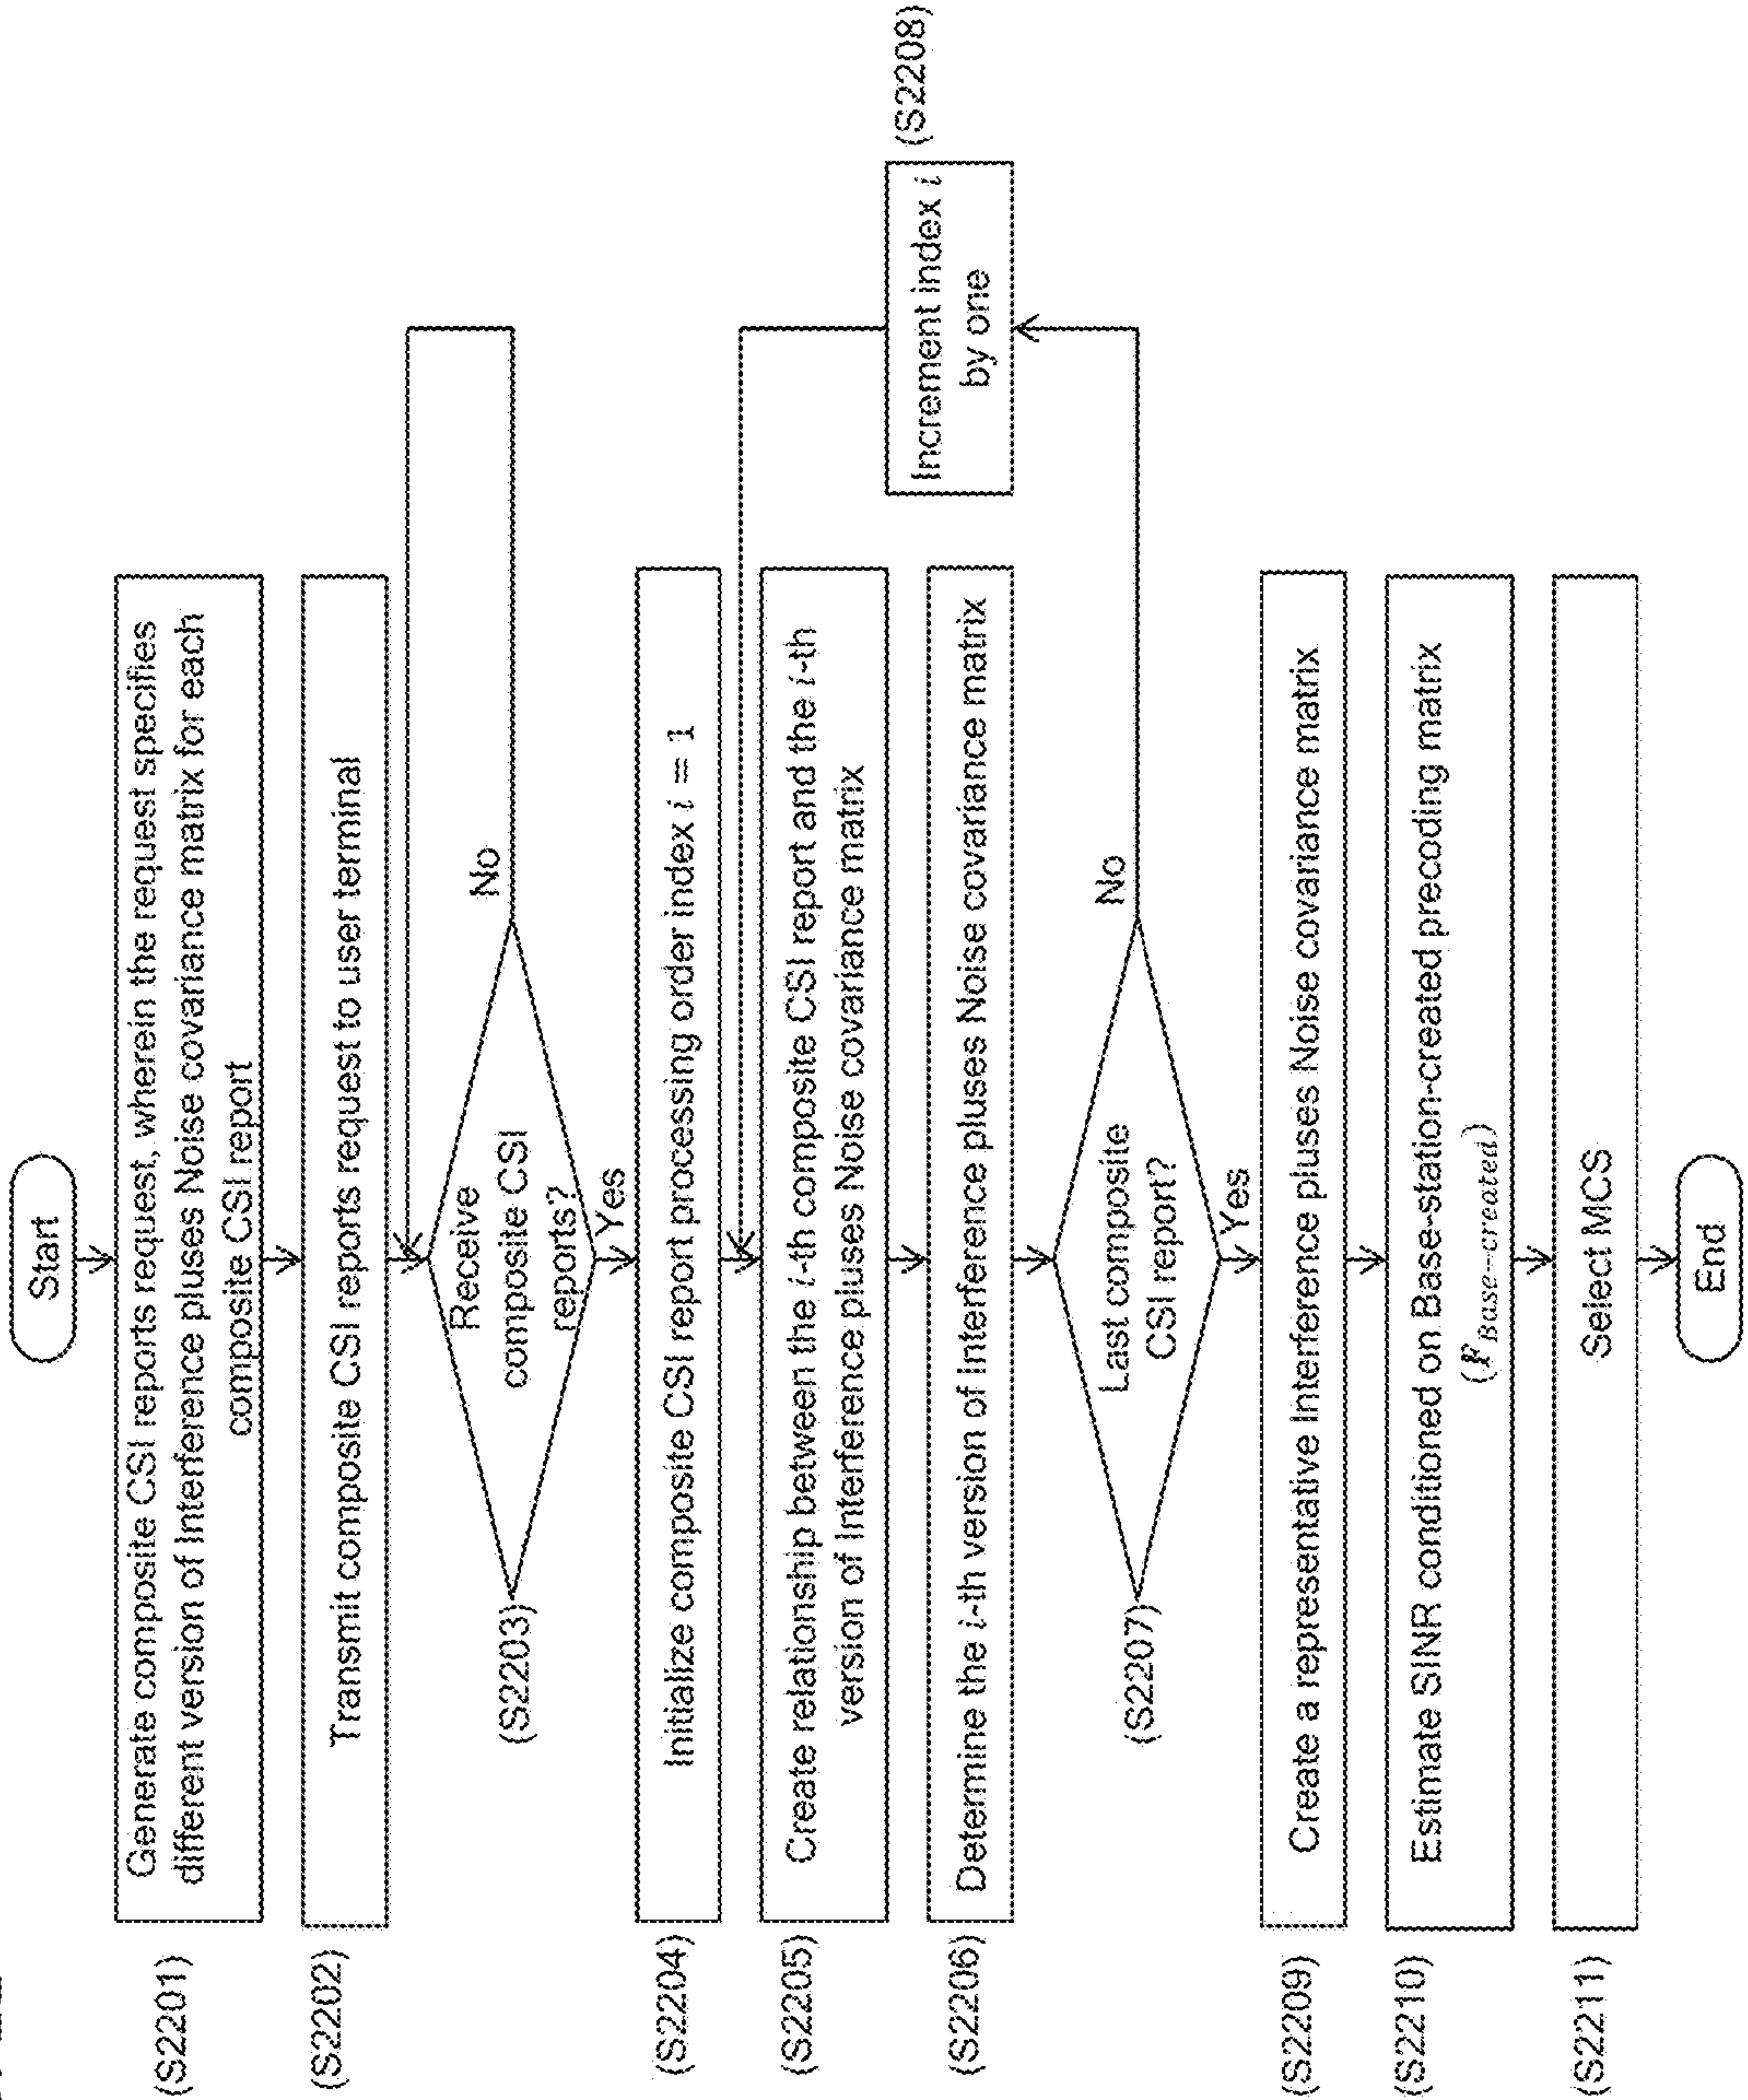 Start
(S2201)
Generate composite CSI reports request, wherein the request specifies
different version of Interference pluses Noise covariance matrix for each
composite CSI report
(S2202)
Transmit composite CSI reports request to user terminal
(S2203)
Receive
composite CSI
reports?
No
Yes
(S2204)
Initialize composite CSI report processing order index i = 1
(S2205)
Create relationship between the i-th composite CSI report and the i-th
version of Interference pluses Noise covariance matrix
(S2206)
Determine the i-th version of Interference pluses Noise covariance matrix
Increment index i
by one
(S2208)
(S2207)
Last composite
CSI report?
No
Yes
(S2209)
Create a representative Interference pluses Noise covariance matrix
(S2210)
Estimate SINR conditioned on Base-station-created precoding matrix
(F_Base-created)
(S2211)
Select MCS
End